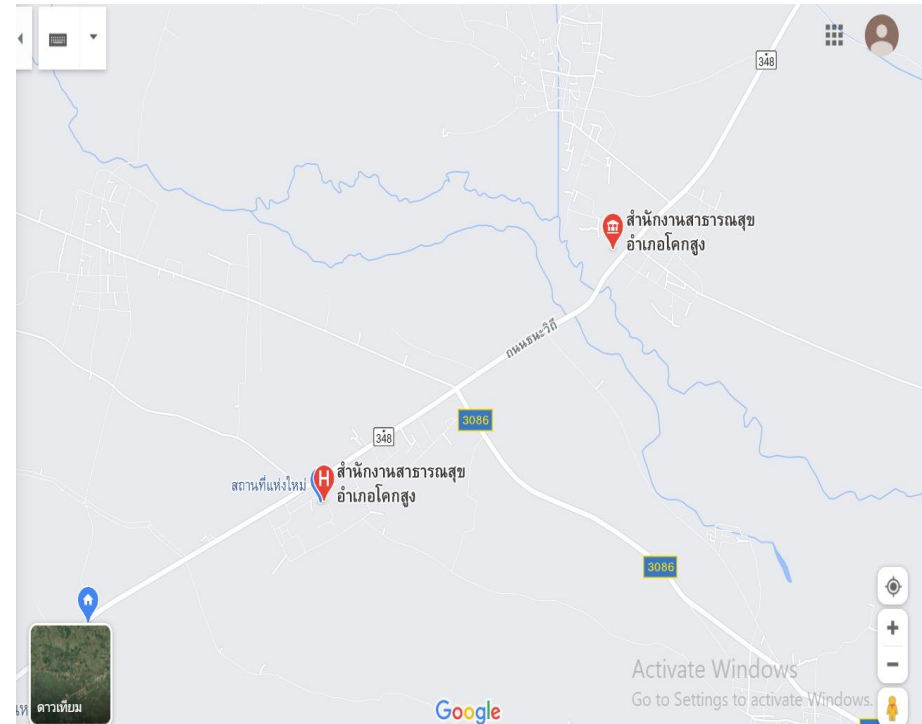 348
สำนักงานสาธารณสุข
อำเภอโคกสูง
ถนนธนะวิถี
3086
348
สำนักงานสาธารณสุข
อำเภอโคกสูง
สถานที่แห่งใหม่
3086
ดาวเทียม
Google
Activate Windows
Go to Settings to activate Windows.